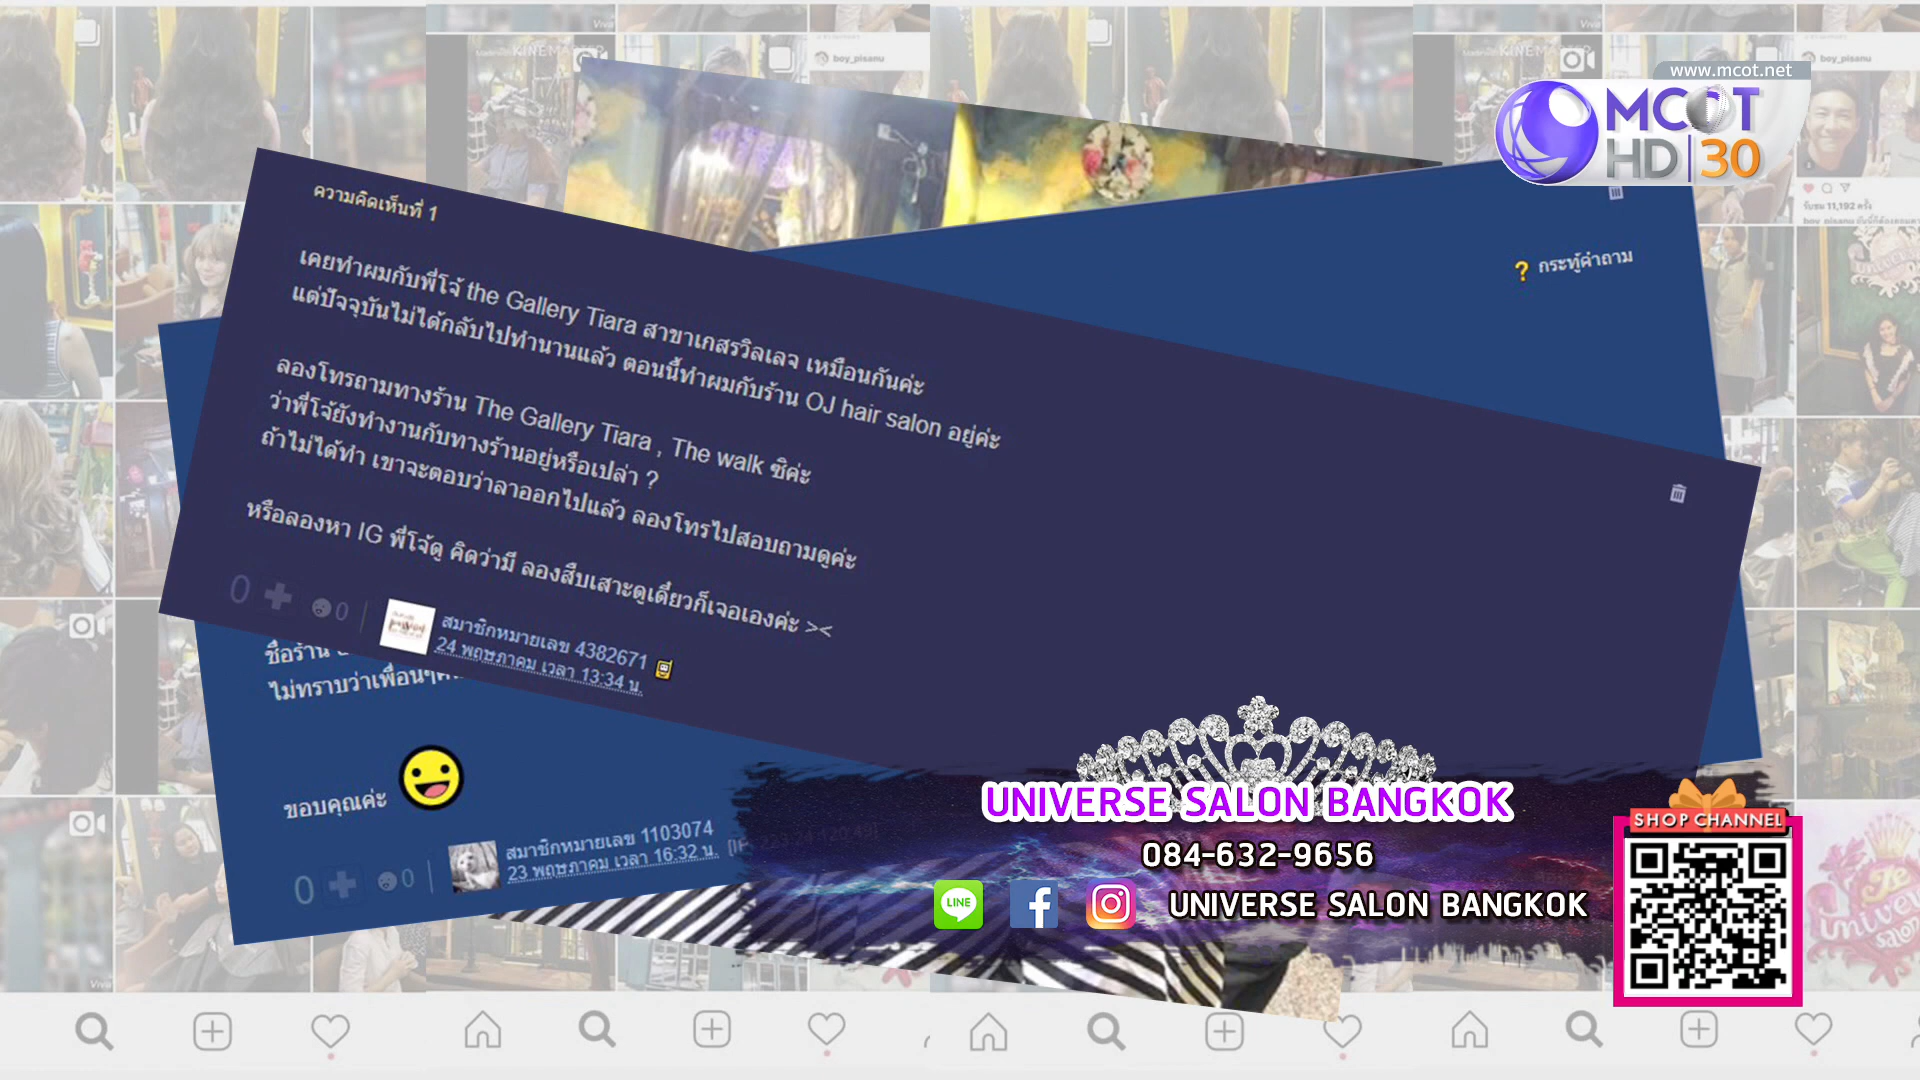 www.mcot.net
MCOT
HD 30
boy_pisanu
boy_pisanu
รับชม 11,192 ครั้ง
ความคิดเห็นที่ 1
กระทู้คำถาม
เคยทำผมกับพี่โจ้ the Gallery Tiara สาขาเกสรวิลเลจ เหมือนกันค่ะ
แต่ปัจจุบันไม่ได้กลับไปทำนานแล้ว ตอนนี้ทำผมกับร้าน OJ hair salon อยู่ค่ะ
ลองโทรถามทางร้าน The Gallery Tiara , The walk ซิค่ะ
ว่าพี่โจ้ยังทำงานกับทางร้านอยู่หรือเปล่า ?
ถ้าไม่ได้ทำ เขาจะตอบว่าลาออกไปแล้ว ลองโทรไปสอบถามดูค่ะ
หรือลองหา IG พี่โจ้ดู คิดว่ามี ลองสืบเสาะดูเดี๋ยวก็เจอเองค่ะ ><
0 0
สมาชิกหมายเลข 4382671
24 พฤษภาคม เวลา 13:34 น.
ชื่อร้าน
ไม่ทราบว่าเพื่อนๆ
ขอบคุณค่ะ
0 0
สมาชิกหมายเลข 1103074
23 พฤษภาคม เวลา 16:32 น.
UNIVERSE SALON BANGKOK
084-632-9656
LINE
UNIVERSE SALON BANGKOK
SHOP CHANNEL